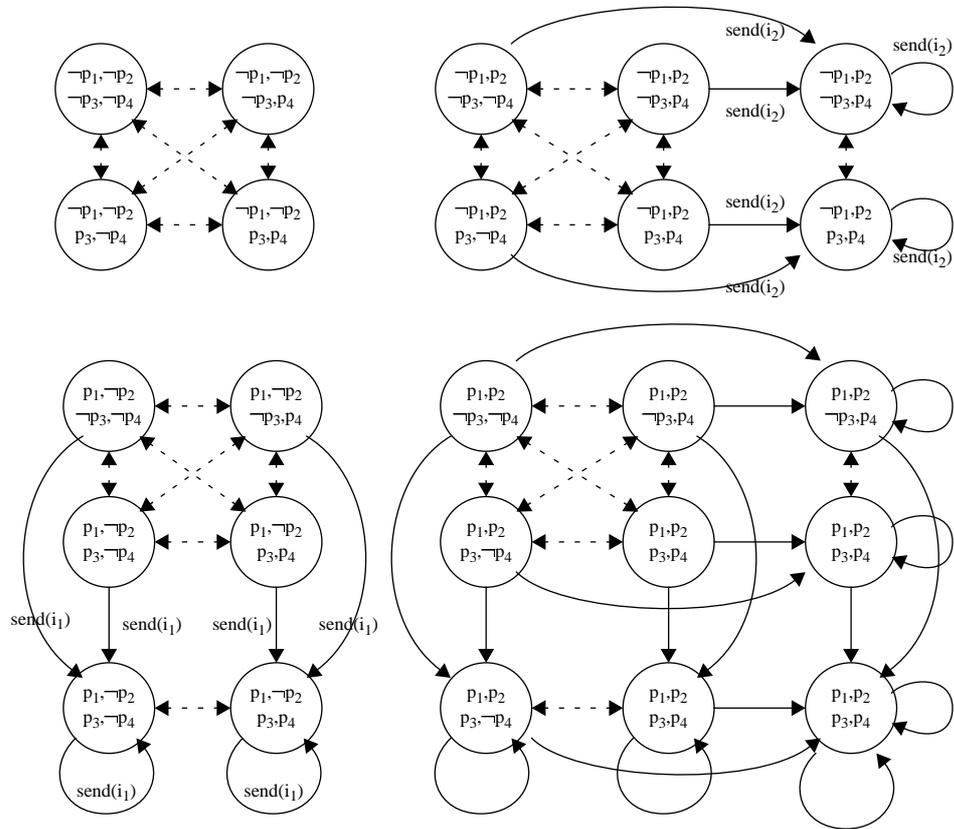 ¬p1,¬p2
¬p3,¬p4
¬p1,¬p2
¬p3,p4
¬p1,¬p2
p3,¬p4
¬p1,¬p2
p3,p4
send(i2)
send(i2)
¬p1,p2
¬p3,¬p4
¬p1,p2
¬p3,p4
send(i2)
¬p1,p2
¬p3,p4
¬p1,p2
p3,¬p4
¬p1,p2
p3,p4
send(i2)
¬p1,p2
p3,p4
send(i2)
send(i2)
p1,¬p2
¬p3,¬p4
p1,¬p2
¬p3,p4
p1,¬p2
p3,¬p4
p1,¬p2
p3,p4
send(i1)
send(i1)
send(i1)
send(i1)
p1,¬p2
p3,¬p4
p1,¬p2
p3,p4
send(i1)
send(i1)
p1,p2
¬p3,¬p4
p1,p2
¬p3,p4
p1,p2
¬p3,p4
p1,p2
p3,¬p4
p1,p2
p3,p4
p1,p2
p3,p4
p1,p2
p3,¬p4
p1,p2
p3,p4
p1,p2
p3,p4